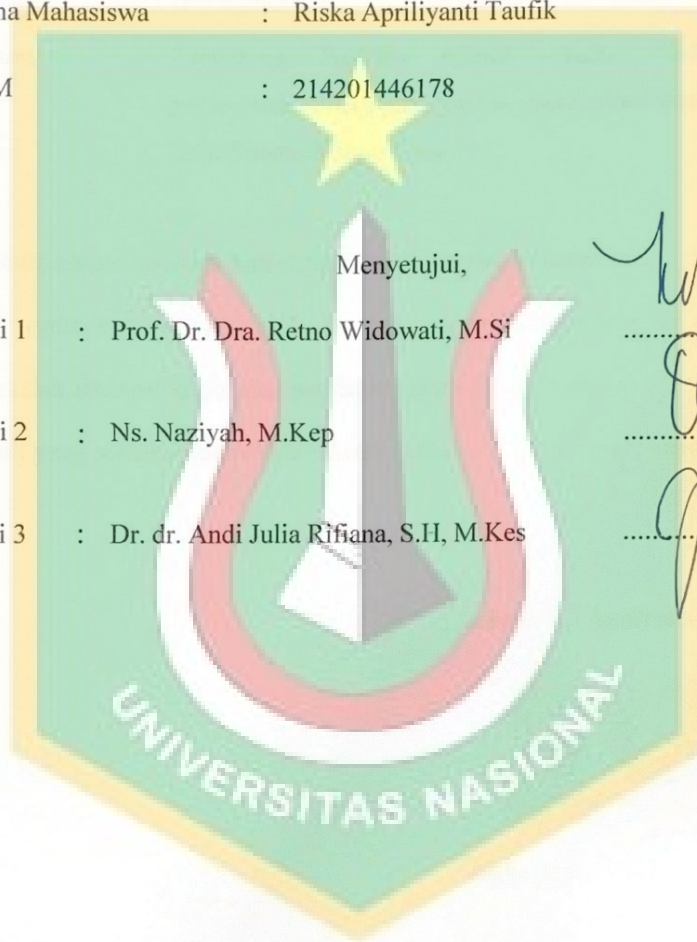 na Mahasiswa : Riska Apriliyanti Taufik
M : 214201446178
Menyetujui,
i 1 : Prof. Dr. Dra. Retno Widowati, M.Si ..........
i 2 : Ns. Naziyah, M.Kep ..........
i 3 : Dr. dr. Andi Julia Rifiana, S.H, M.Kes ..........
UNIVERSITAS NASIONAL